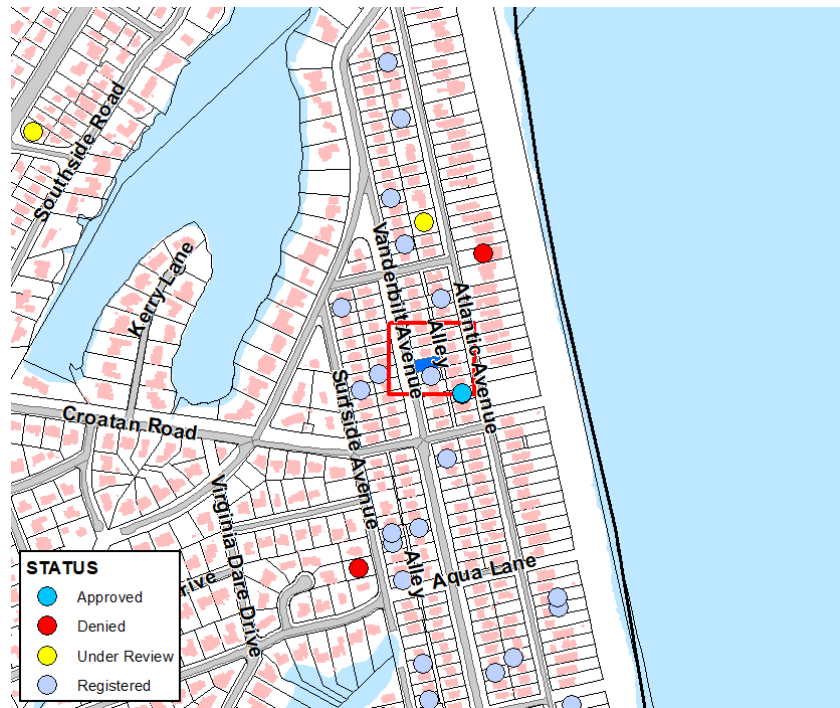 Southside Road
Kerry Lane
Vanderbilt Avenue
Alley
Atlantic Avenue
Surfside Avenue
Croatan Road
Virginia Dare Drive
Alley
Aqua Lane
rive
STATUS
Approved
Denied
Under Review
Registered